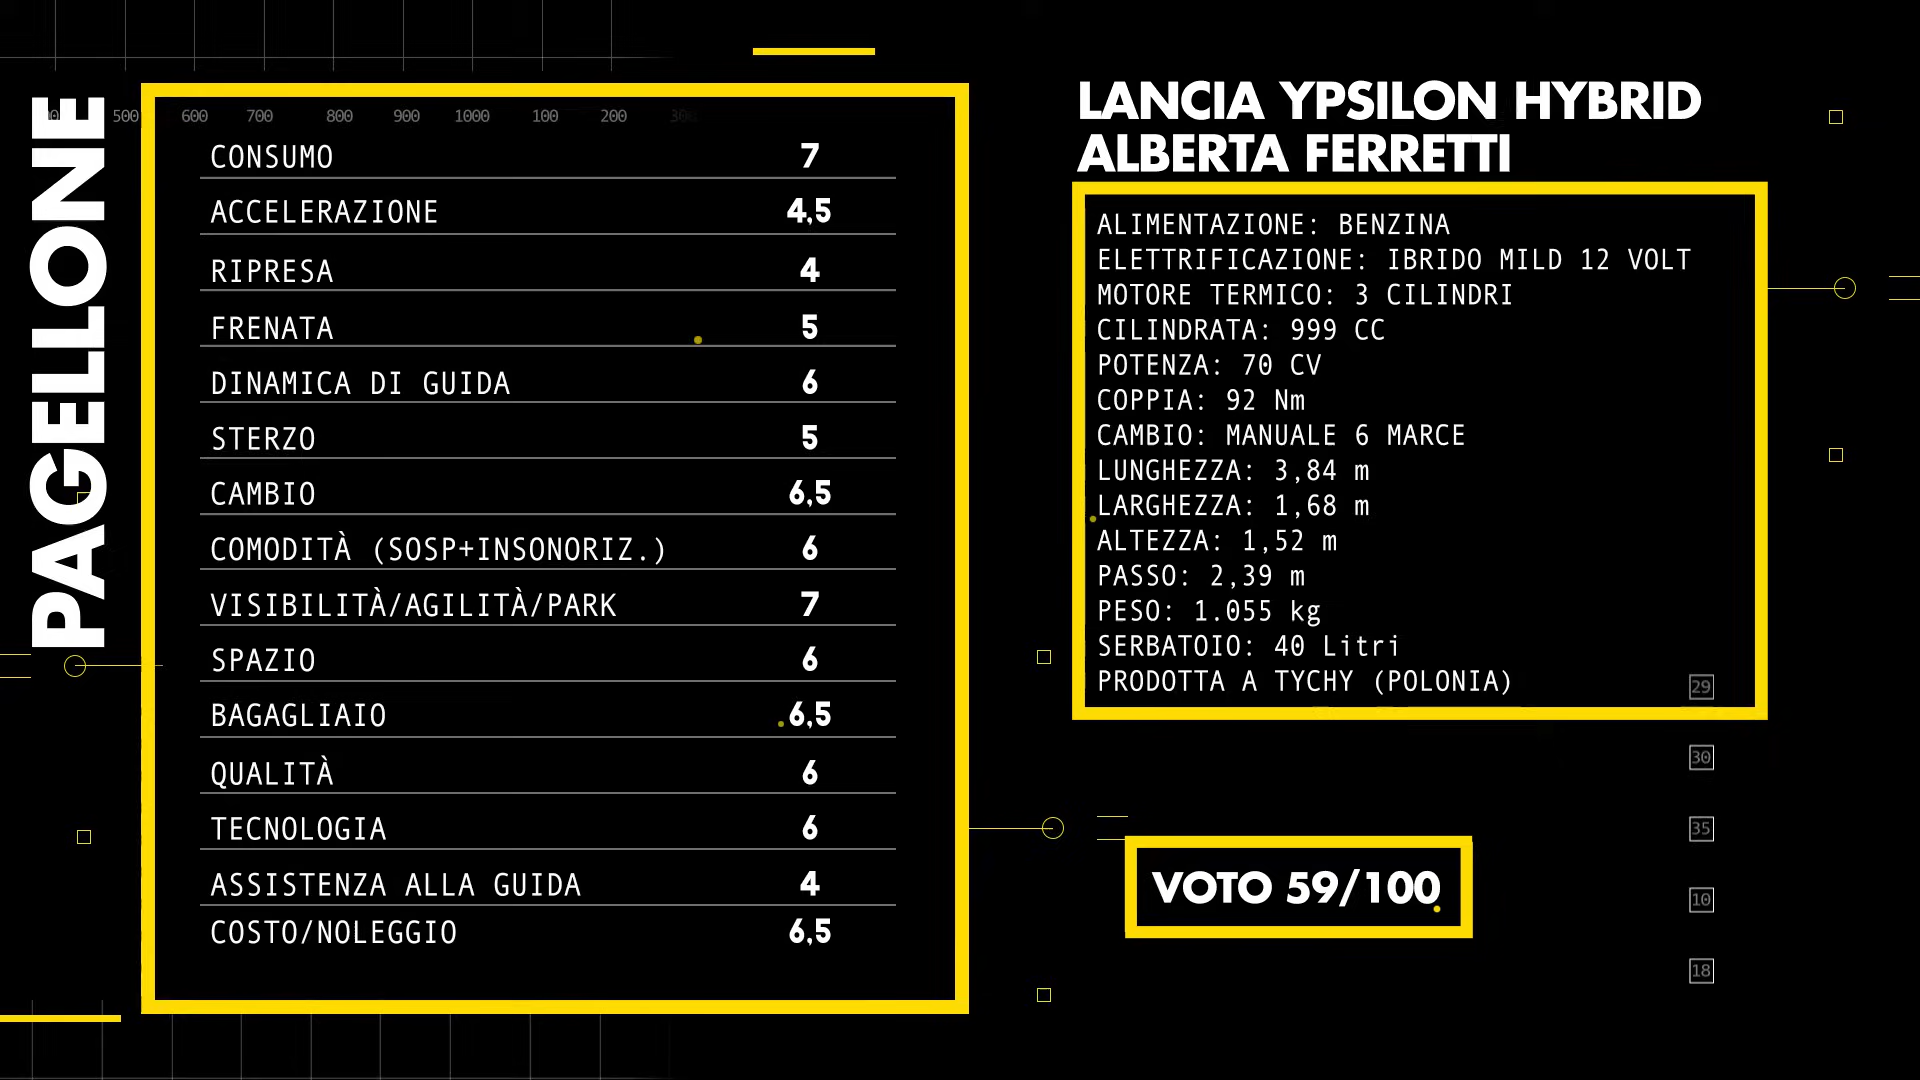 PAGELLONE
500 600 700 800 900 1000 100 200
CONSUMO 7
ACCELERAZIONE 4,5
RIPRESA 4
FRENATA 5
DINAMICA DI GUIDA 6
STERZO 5
CAMBIO 6,5
COMODITÀ (SOSP+INSONORIZ.) 6
VISIBILITÀ/AGILITÀ/PARK 7
SPAZIO 6
BAGAGLIAIO 6,5
QUALITÀ 6
TECNOLOGIA 6
ASSISTENZA ALLA GUIDA 4
COSTO/NOLEGGIO 6,5
LANCIA YPSILON HYBRID
ALBERTA FERRETTI
ALIMENTAZIONE: BENZINA
ELETTRIFICAZIONE: IBRIDO MILD 12 VOLT
MOTORE TERMICO: 3 CILINDRI
CILINDRATA: 999 CC
POTENZA: 70 CV
COPPIA: 92 Nm
CAMBIO: MANUALE 6 MARCE
LUNGHEZZA: 3,84 m
LARGHEZZA: 1,68 m
ALTEZZA: 1,52 m
PASSO: 2,39 m
PESO: 1.055 kg
SERBATOIO: 40 Litri
PRODOTTA A TYCHY (POLONIA)
29
30
35
10
18
VOTO 59/100